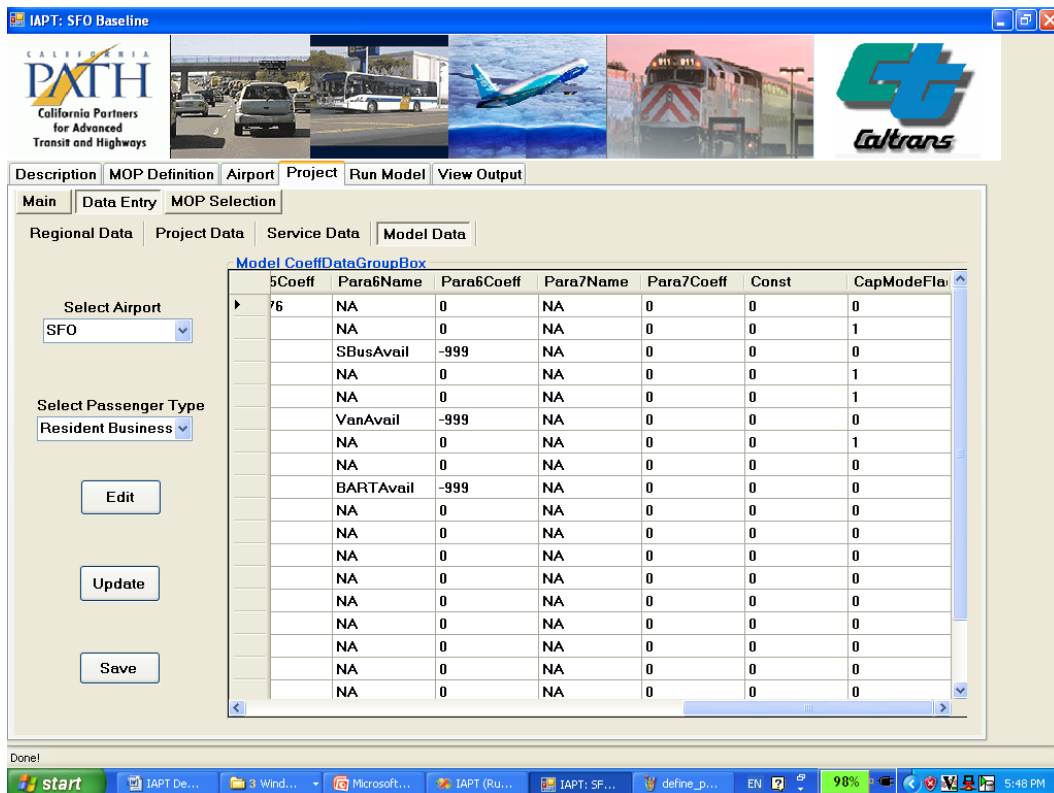 IAPT: SFO Baseline
CALIFORNIA
PATH
California Partners
for Advanced
Transit and Highways
911 911
Caltrans
Description MOP Definition Airport Project Run Model View Output
Main Data Entry MOP Selection
Regional Data Project Data Service Data Model Data
Model CoeffDataGroupBox
5Coeff Para6Name Para6Coeff Para7Name Para7Coeff Const CapModeFla
76 NA 0 NA 0 0 0
NA 0 NA 0 0 1
SBusAvail -999 NA 0 0 0
NA 0 NA 0 0 1
NA 0 NA 0 0 1
VanAvail -999 NA 0 0 0
NA 0 NA 0 0 1
NA 0 NA 0 0 0
BARTAvail -999 NA 0 0 0
NA 0 NA 0 0 0
NA 0 NA 0 0 0
NA 0 NA 0 0 0
NA 0 NA 0 0 0
NA 0 NA 0 0 0
NA 0 NA 0 0 0
NA 0 NA 0 0 0
NA 0 NA 0 0 0
NA 0 NA 0 0 0
Select Airport
SFO
Select Passenger Type
Resident Business
Edit
Update
Save
Done!
start IAPT De... 3 Wind... Microsoft... IAPT (Ru... IAPT: SF... define_p... EN 98% 5:48 PM